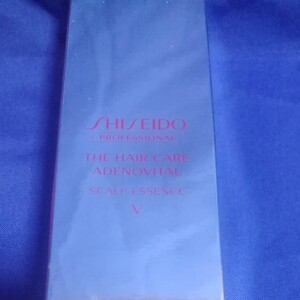 SHISEIDO
PROFESSIONAL
THE HAIR CARE
ADENOVITAL
SCALP ESSENCE
V